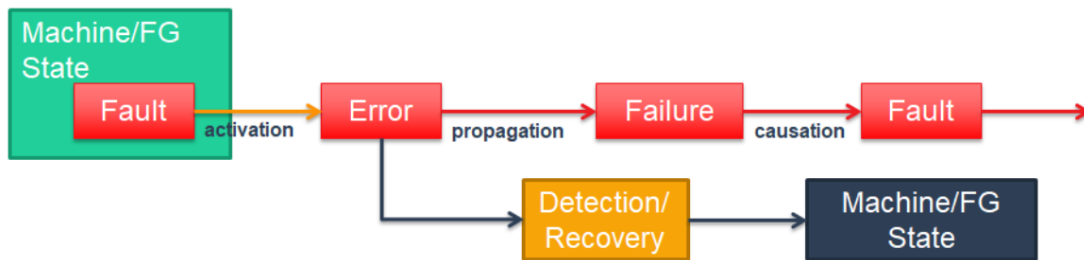 Machine/FG
State
Fault
activation
Error
propagation
Failure
causation
Fault
Detection/
Recovery
Machine/FG
State